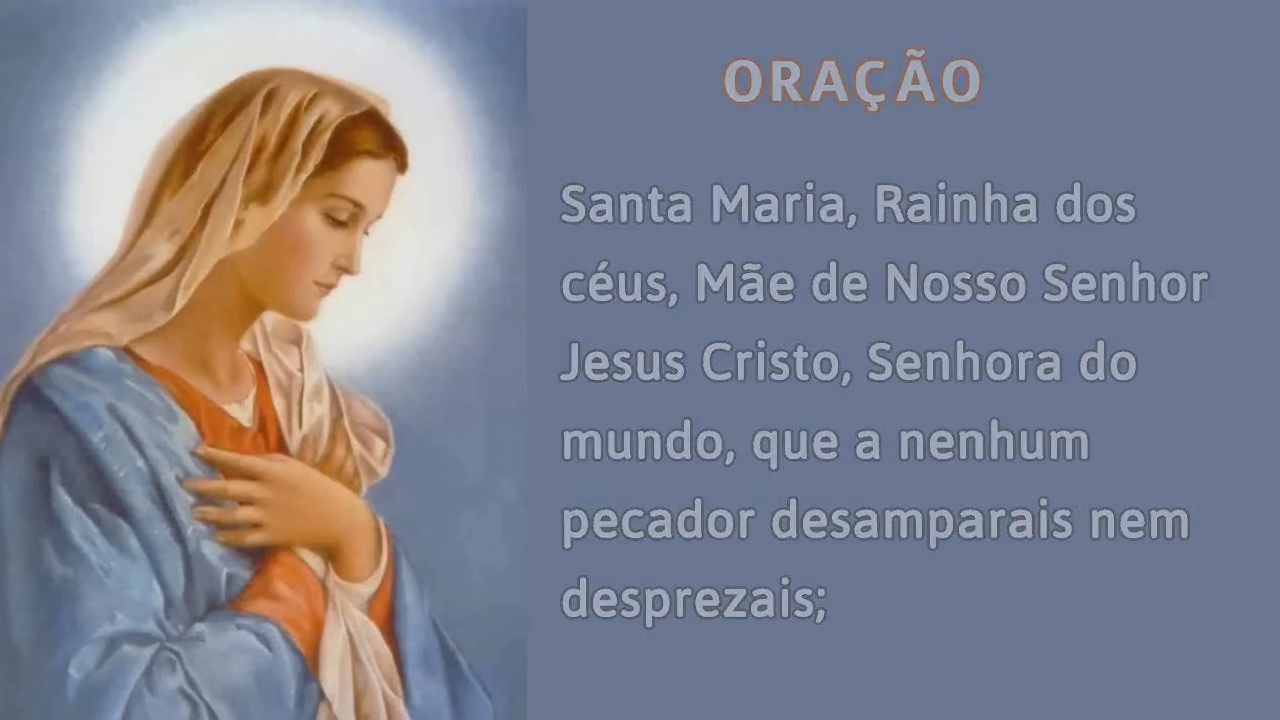 ORAÇÃO
Santa Maria, Rainha dos
céus, Mãe de Nosso Senhor
Jesus Cristo, Senhora do
mundo, que a nenhum
pecador desamparais nem
desprezais;